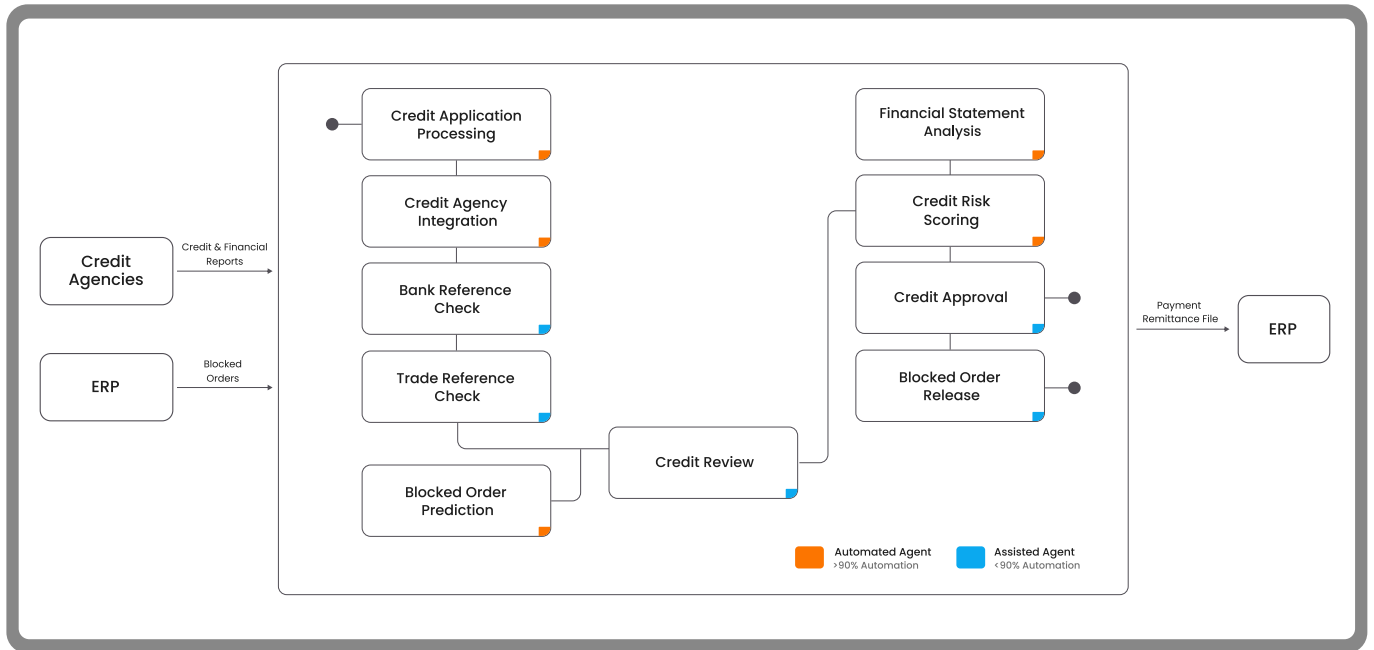 Credit
Agencies
Credit & Financial
Reports
ERP
Blocked
Orders
Credit Application
Processing
Credit Agency
Integration
Bank Reference
Check
Trade Reference
Check
Blocked Order
Prediction
Credit Review
Financial Statement
Analysis
Credit Risk
Scoring
Credit Approval
Blocked Order
Release
Automated Agent
>90% Automation
Assisted Agent
<90% Automation
Payment
Remittance File
ERP